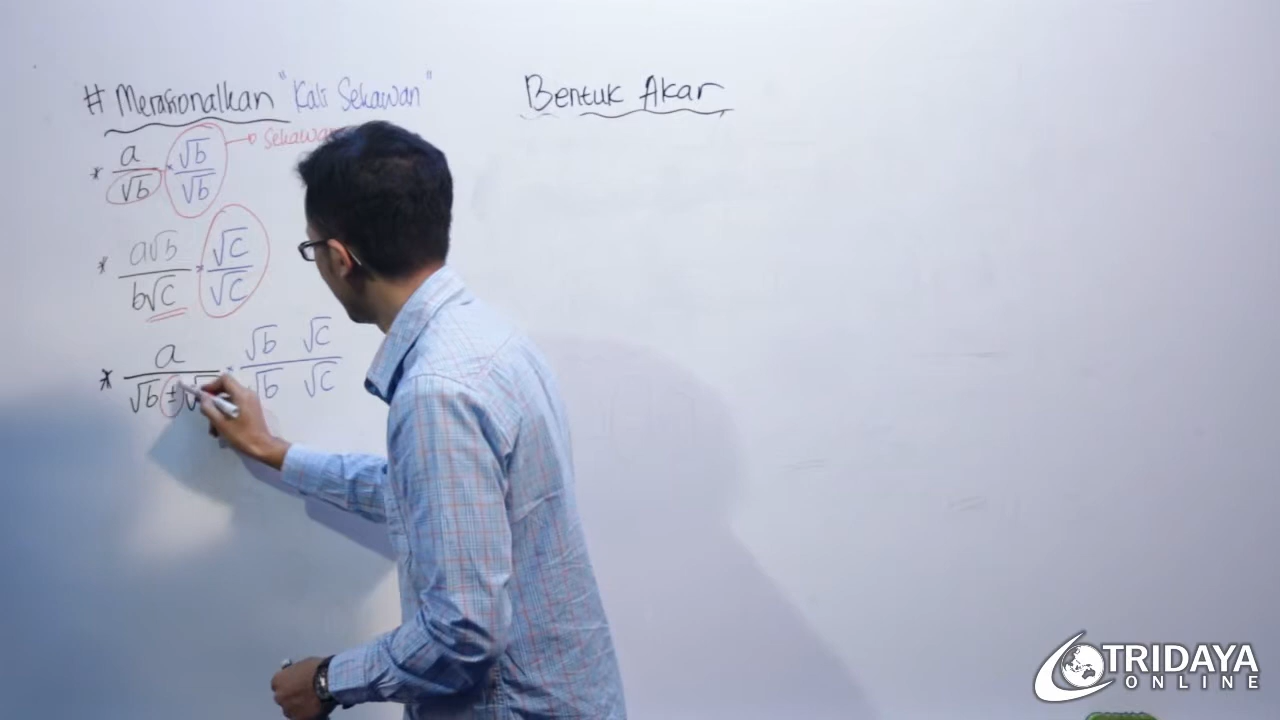 # Merasionalkan "Kali Sekawan"
Bentuk Akar
* a/√b × √b/√b → Sekawan
* a√b/b√c × √c/√c
* a/√b ± √ × √b √c/√b √c
TRIDAYA
ONLINE